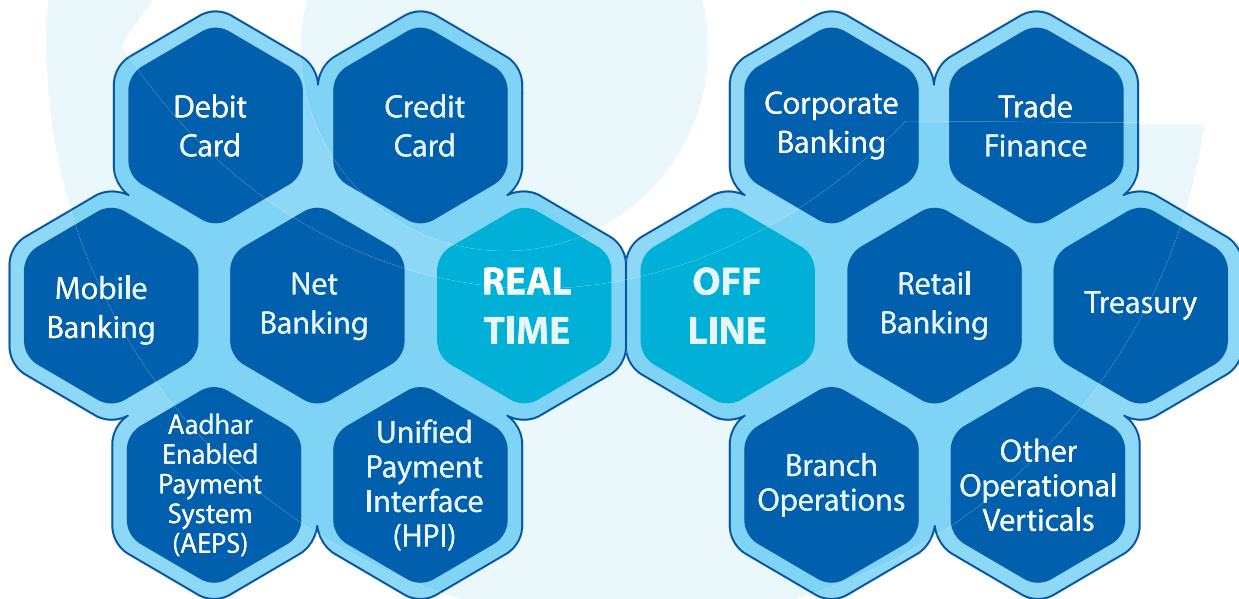 Debit
Card
Credit
Card
Mobile
Banking
Net
Banking
REAL
TIME
Aadhar
Enabled
Payment
System
(AEPS)
Unified
Payment
Interface
(HPI)
Corporate
Banking
Trade
Finance
OFF
LINE
Retail
Banking
Treasury
Branch
Operations
Other
Operational
Verticals